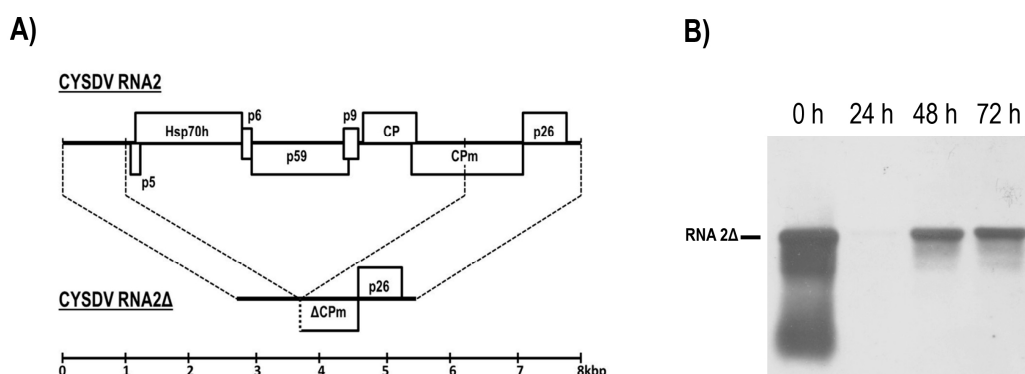 A)
B)
CYSDV RNA2
0 h 24 h 48 h 72 h
p6 p9
Hsp70h CP p26
p59 CPm
p5
RNA 2Δ
p26
CYSDV RNA2Δ
ΔCPm
0 1 2 3 4 5 6 7 8kbp